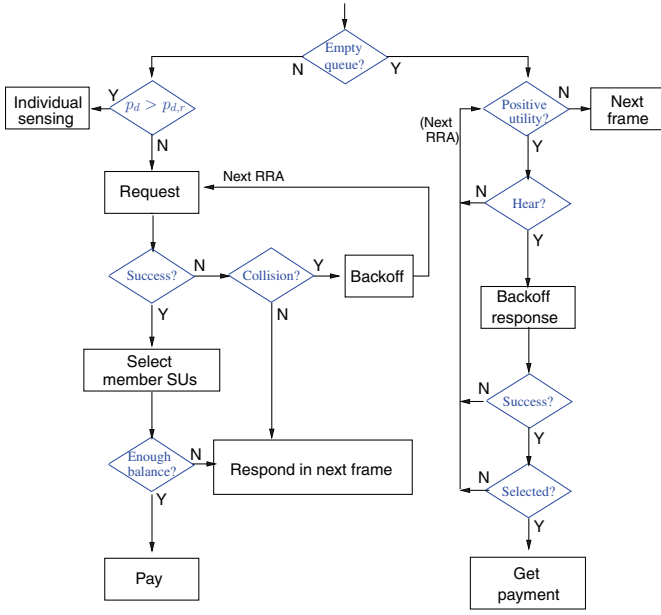 Empty
queue?
N
Y
Y
p_d > p_{d,r}
Individual
sensing
N
Request
Next RRA
Success?
N
Collision?
Y
Backoff
Y
N
Select
member SUs
Enough
balance?
N
Respond in next frame
Y
Pay
Positive
utility?
N
Next
frame
(Next
RRA)
Y
N
Hear?
Y
Backoff
response
N
Success?
Y
N
Selected?
Y
Get
payment